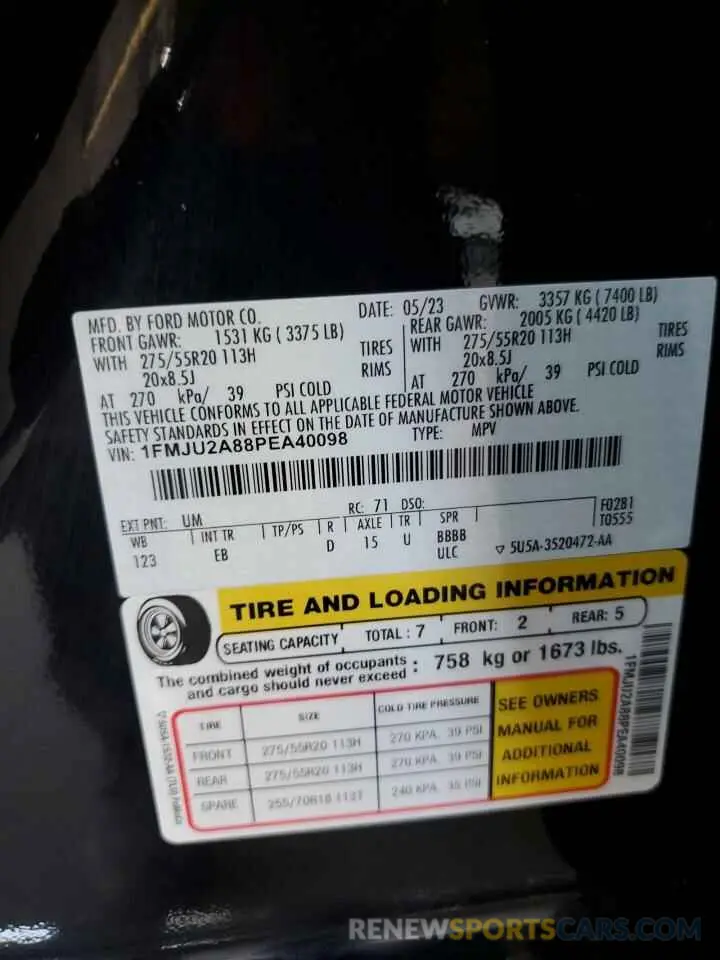 MFD. BY FORD MOTOR CO. DATE: 05/23 GVWR: 3357 KG ( 7400 LB)
FRONT GAWR: 1531 KG ( 3375 LB) REAR GAWR: 2005 KG ( 4420 LB)
WITH 275/55R20 113H TIRES WITH 275/55R20 113H TIRES
20x8.5J RIMS 20x8.5J RIMS
AT 270 kPa/ 39 PSI COLD AT 270 kPa/ 39 PSI COLD
THIS VEHICLE CONFORMS TO ALL APPLICABLE FEDERAL MOTOR VEHICLE
SAFETY STANDARDS IN EFFECT ON THE DATE OF MANUFACTURE SHOWN ABOVE.
VIN: 1FMJU2A88PEA40098 TYPE: MPV
EXT PNT: UM RC: 71 DSO: F0281
WB INT TR TP/PS R AXLE TR SPR T0555
123 EB D 15 U BBBB
ULC 5U5A-3520472-AA
TIRE AND LOADING INFORMATION
SEATING CAPACITY TOTAL : 7 FRONT: 2 REAR: 5
The combined weight of occupants and cargo should never exceed : 758 kg or 1673 lbs.
TIRE SIZE COLD TIRE PRESSURE
FRONT 275/55R20 113H 270 KPA, 39 PSI
REAR 275/55R20 113H 270 KPA, 39 PSI
SPARE 255/70R18 112T 240 KPA, 35 PSI
SEE OWNERS
MANUAL FOR
ADDITIONAL
INFORMATION
1FMJU2A88PEA40098
RENEWSPORTSCARS.COM